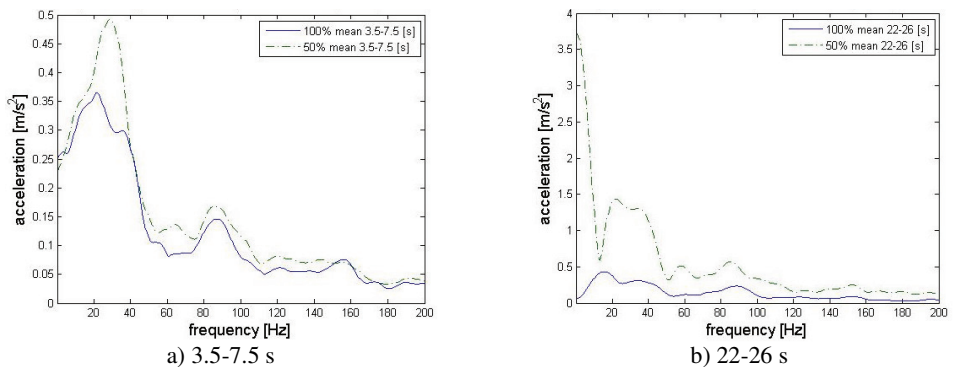 0.5
0.45
0.4
0.35
0.3
0.25
0.2
0.15
0.1
0.05
0
20 40 60 80 100 120 140 160 180 200
acceleration [m/s²]
frequency [Hz]
100% mean 3.5-7.5 [s]
50% mean 3.5-7.5 [s]
a) 3.5-7.5 s
4
3.5
3
2.5
2
1.5
1
0.5
0
20 40 60 80 100 120 140 160 180 200
acceleration [m/s²]
frequency [Hz]
100% mean 22-26 [s]
50% mean 22-26 [s]
b) 22-26 s